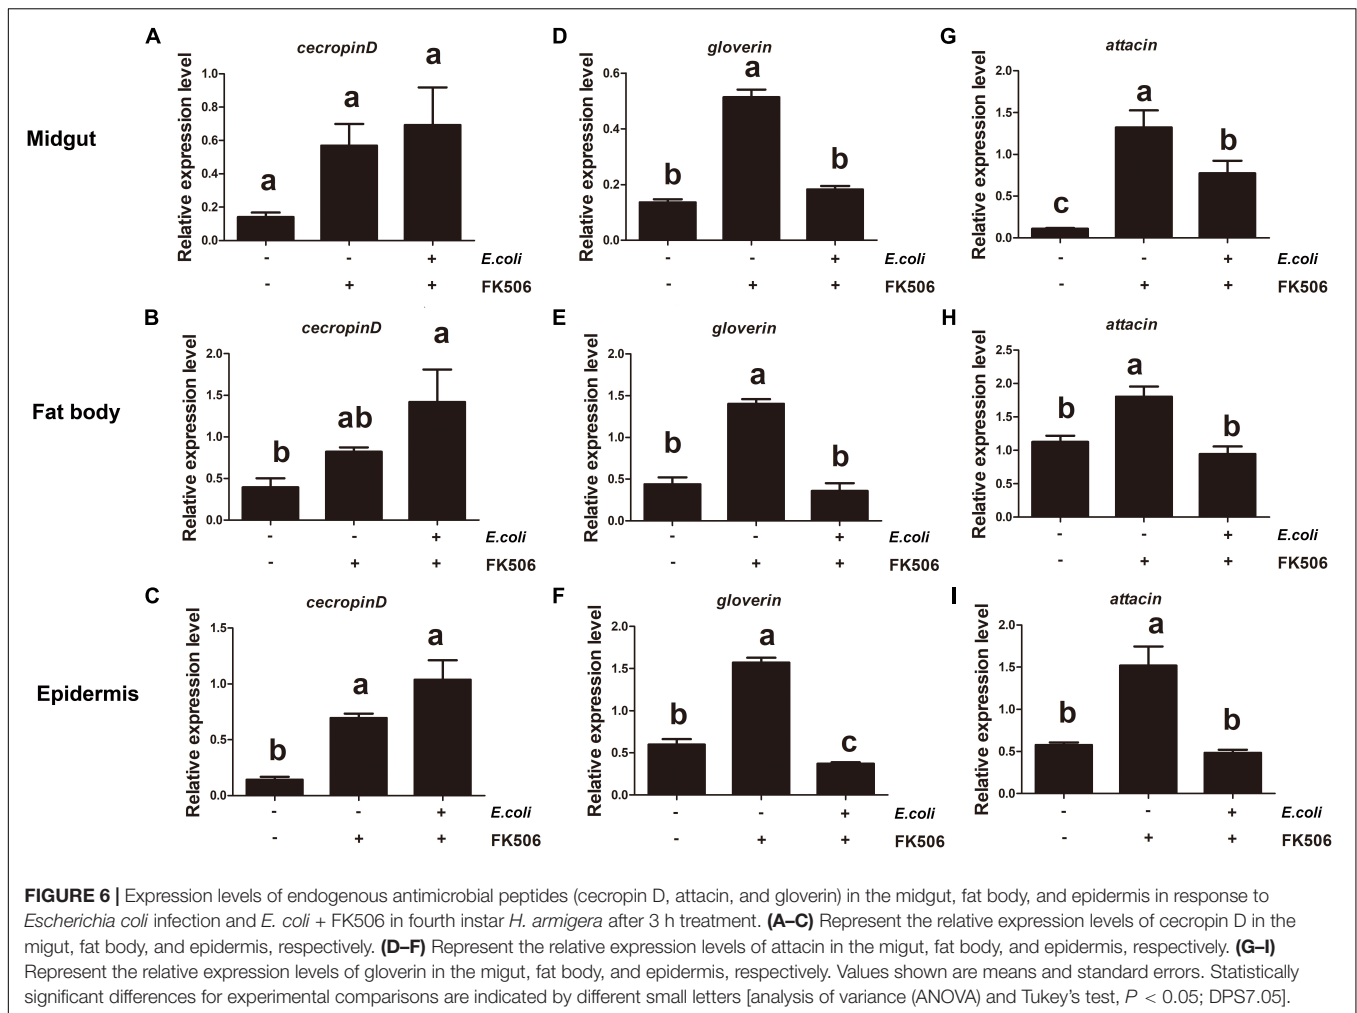 A
cecropinD
a
a
a
Relative expression level
1.0
0.8
0.6
0.4
0.2
0.0
- - + E.coli
- + + FK506
D
gloverin
b
a
b
Relative expression level
0.6
0.4
0.2
0.0
- - +
- + +
G
attacin
c
a
b
Relative expression level
2.0
1.5
1.0
0.5
0.0
- - + E.coli
- + + FK506
Midgut
B
cecropinD
b
ab
a
Relative expression level
2.0
1.5
1.0
0.5
0.0
- - + E.coli
- + + FK506
E
gloverin
b
a
b
Relative expression level
2.0
1.5
1.0
0.5
0.0
- - + E.coli
- + + FK506
H
attacin
b
a
b
Relative expression level
2.5
2.0
1.5
1.0
0.5
0.0
- - + E.coli
- + + FK506
Fat body
C
cecropinD
b
a
a
Relative expression level
1.5
1.0
0.5
0.0
- - + E.coli
- + + FK506
F
gloverin
b
a
c
Relative expression level
2.0
1.5
1.0
0.5
0.0
- - + E.coli
- + + FK506
I
attacin
b
a
b
Relative expression level
2.0
1.5
1.0
0.5
0.0
- - + E.coli
- + + FK506
Epidermis
FIGURE 6 | Expression levels of endogenous antimicrobial peptides (cecropin D, attacin, and gloverin) in the midgut, fat body, and epidermis in response to
Escherichia coli infection and E. coli + FK506 in fourth instar H. armigera after 3 h treatment. (A–C) Represent the relative expression levels of cecropin D in the
migut, fat body, and epidermis, respectively. (D–F) Represent the relative expression levels of attacin in the migut, fat body, and epidermis, respectively. (G–I)
Represent the relative expression levels of gloverin in the migut, fat body, and epidermis, respectively. Values shown are means and standard errors. Statistically
significant differences for experimental comparisons are indicated by different small letters [analysis of variance (ANOVA) and Tukey's test, P < 0.05; DPS7.05].